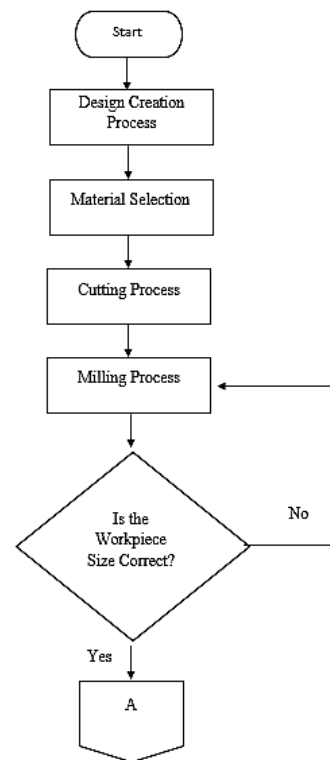 Start
Design Creation
Process
Material Selection
Cutting Process
Milling Process
Is the
Workpiece
Size Correct?
No
Yes
A